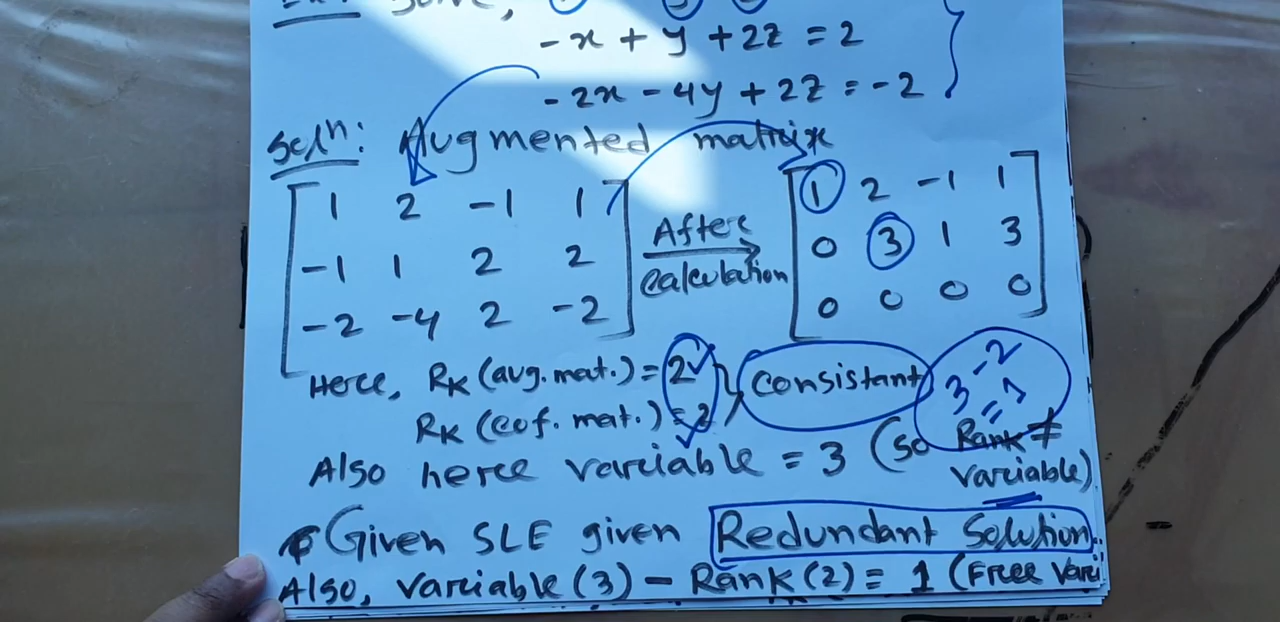 Solve,
-x + y + 2z = 2
-2x - 4y + 2z = -2
Solⁿ: Augmented matrix
1 2 -1 1
-1 1 2 2
-2 -4 2 -2
After calculation
1 2 -1 1
0 3 1 3
0 0 0 0
Here, Rk (aug. mat.) = 2 ✓ } Consistant 3 - 2 = 1
Rk (cof. mat.) = 2 ✓
Also here variable = 3 (so Rank ≠ variable)
Given SLE given Redundant Solution.
Also, variable (3) - Rank (2) = 1 (Free Vari